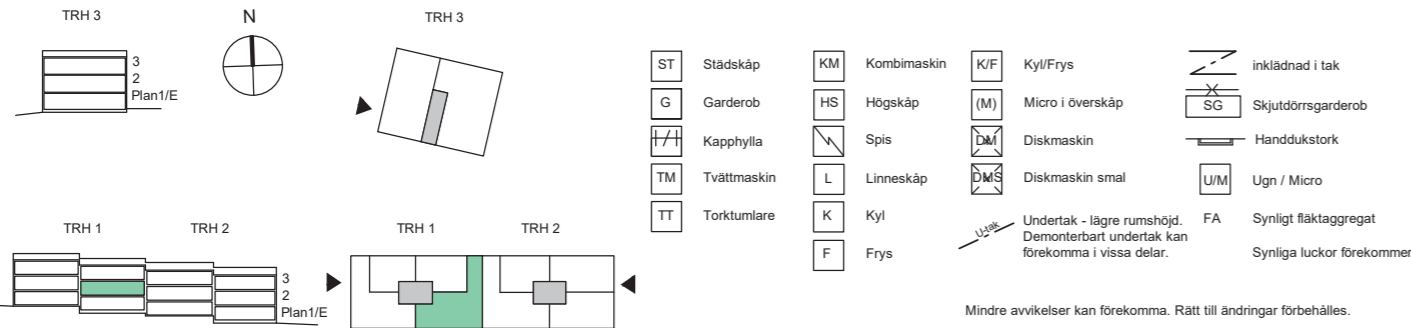 TRH 3
N
TRH 3
3
2
Plan1/E
TRH 1
TRH 2
3
2
Plan1/E
TRH 1
TRH 2
ST Städskåp
G Garderob
Kapphylla
TM Tvättmaskin
TT Torktumlare
KM Kombimaskin
HS Högskåp
Spis
L Linneskåp
K Kyl
F Frys
K/F Kyl/Frys
(M) Micro i överskåp
DM Diskmaskin
DMS Diskmaskin smal
U-tak Undertak - lägre rumshöjd.
Demonterbart undertak kan
förekomma i vissa delar.
inklädnad i tak
SG Skjutdörrsgarderob
Handdukstork
U/M Ugn / Micro
FA Synligt fläktaggregat
Synliga luckor förekommer
Mindre avvikelser kan förekomma. Rätt till ändringar förbehålles.